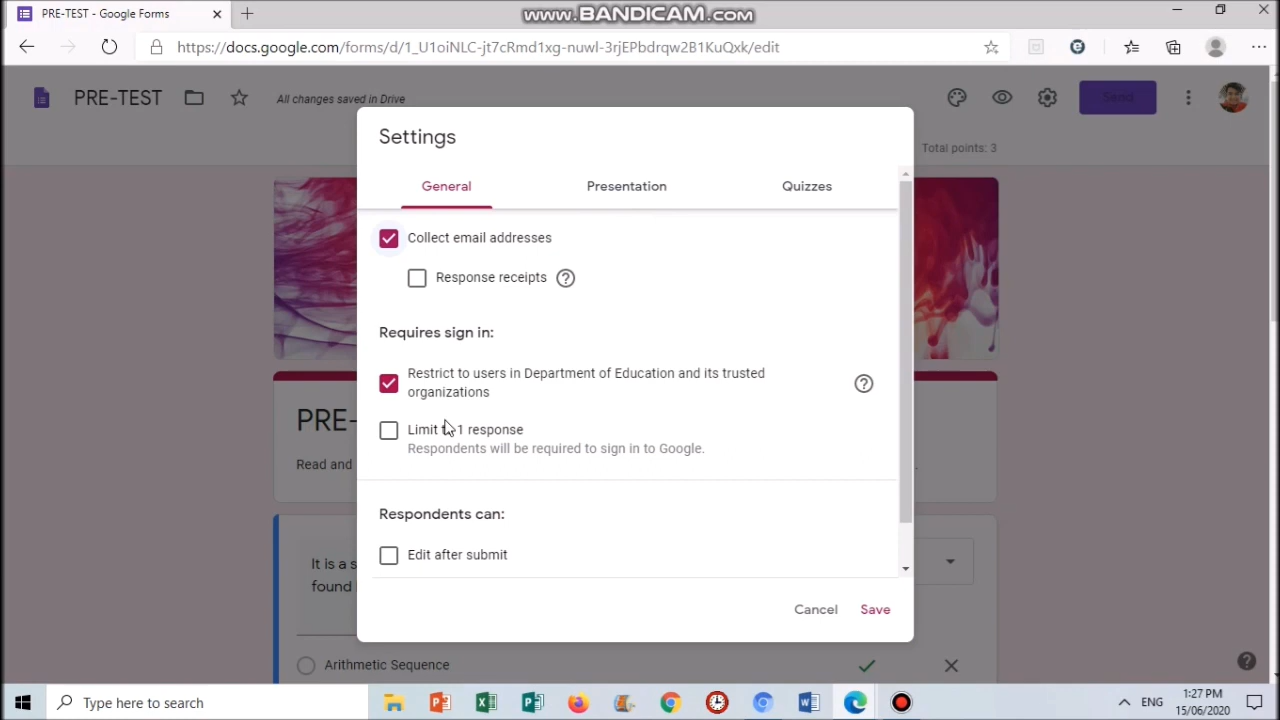 PRE-TEST - Google Forms
www.BANDICAM.com
https://docs.google.com/forms/d/1_U1oiNLC-jt7cRmd1xg-nuwl-3rjEPbdrqw2B1KuQxk/edit
PRE-TEST
All changes saved in Drive
Send
Total points: 3
Settings
General
Presentation
Quizzes
Collect email addresses
Response receipts
Requires sign in:
Restrict to users in Department of Education and its trusted
organizations
Limit to 1 response
Respondents will be required to sign in to Google.
Respondents can:
Edit after submit
Cancel
Save
PRE-
Read and
It is a s
found
Arithmetic Sequence
Type here to search
ENG
1:27 PM
15/06/2020